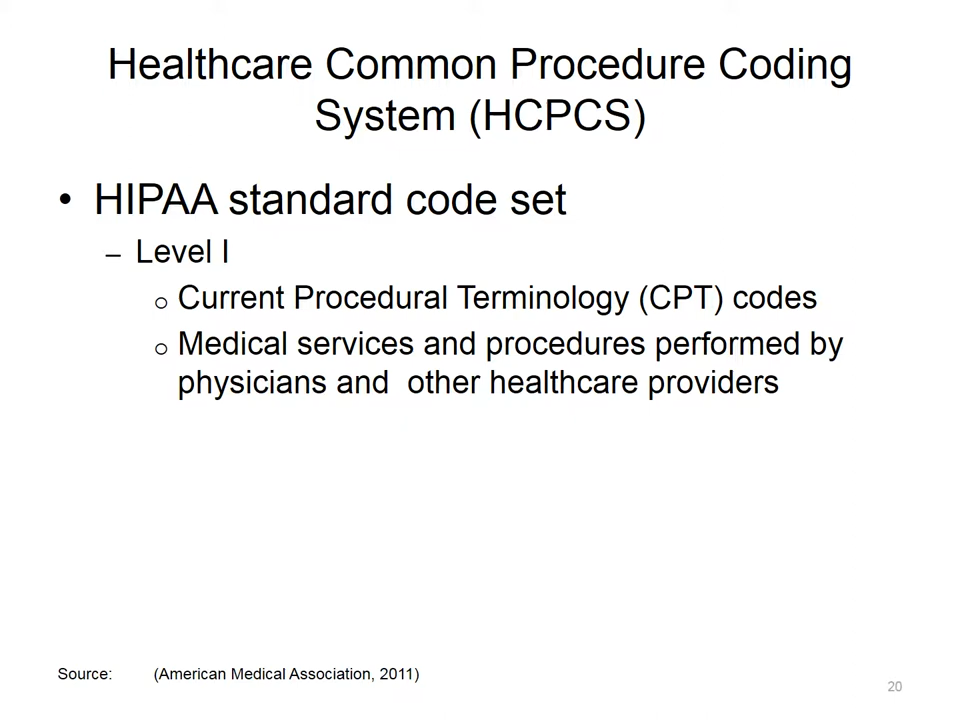 Healthcare Common Procedure Coding
System (HCPCS)
• HIPAA standard code set
– Level I
o Current Procedural Terminology (CPT) codes
o Medical services and procedures performed by
physicians and  other healthcare providers
Source: (American Medical Association, 2011)
20